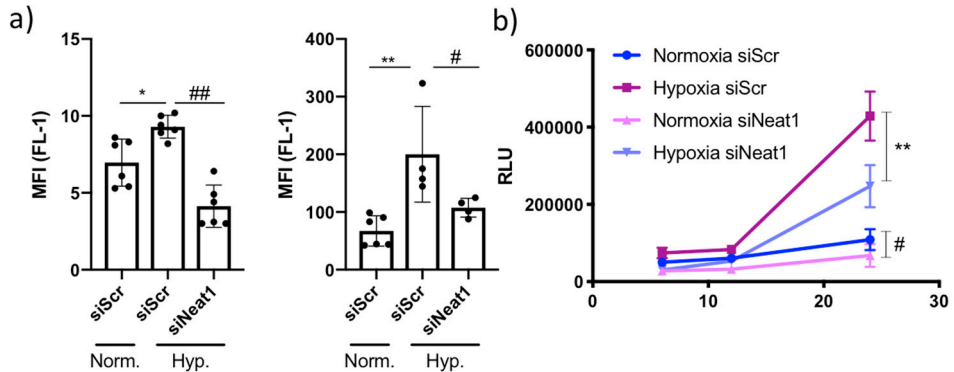 a)
MFI (FL-1)
15
10
5
0
*
##
siScr
siScr
siNeat1
Norm.
Hyp.
MFI (FL-1)
400
300
200
100
0
**
#
siScr
siScr
siNeat1
Norm.
Hyp.
b)
RLU
600000
400000
200000
0
Normoxia siScr
Hypoxia siScr
Normoxia siNeat1
Hypoxia siNeat1
**
#
0
10
20
30